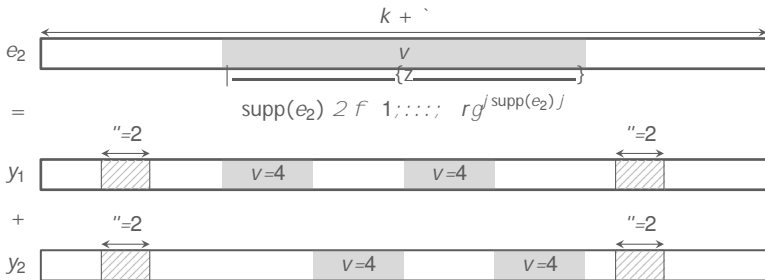 k + `
e2 v
|{z}
supp(e2) 2 f 1;:::; rg^j supp(e2) j
=
"=2 "=2
y1 v=4 v=4
+
"=2 "=2
y2 v=4 v=4